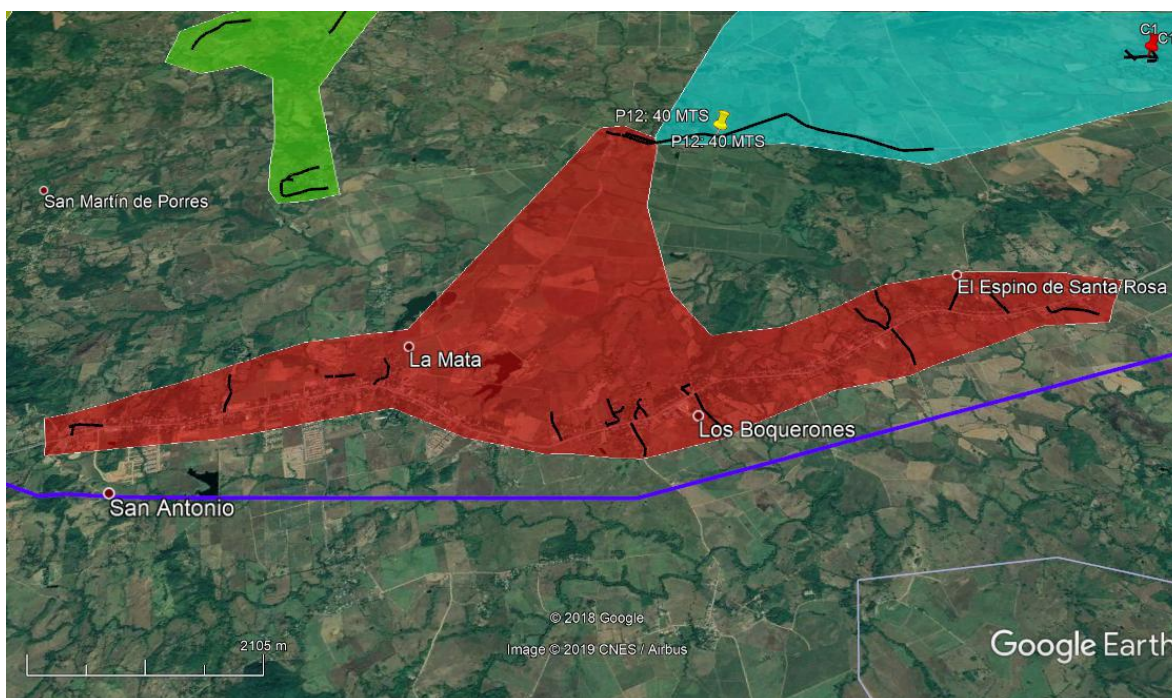 C1
C1
P12; 40 MTS
P12; 40 MTS
San Martín de Porres
El Espino de Santa Rosa
La Mata
Los Boquerones
San Antonio
© 2018 Google
2105 m
Image © 2019 CNES / Airbus
Google Earth